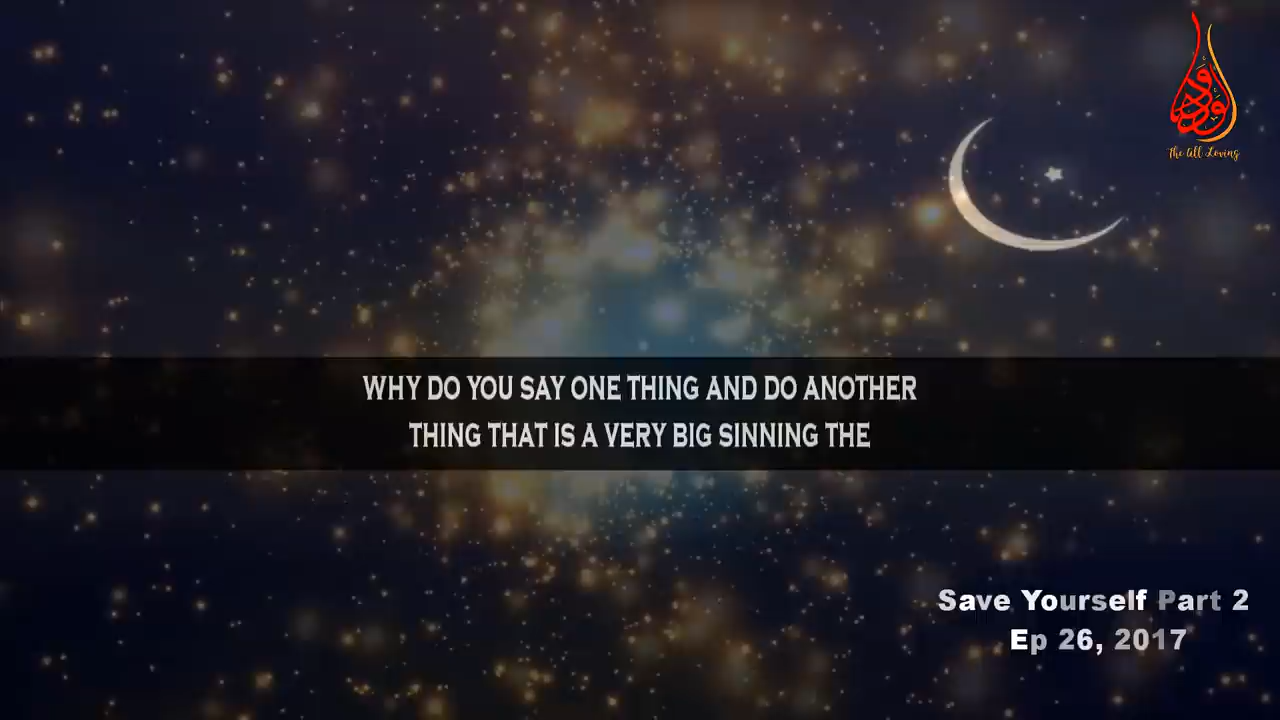 الودود
The All Loving
WHY DO YOU SAY ONE THING AND DO ANOTHER
THING THAT IS A VERY BIG SINNING THE
Save Yourself Part 2
Ep 26, 2017